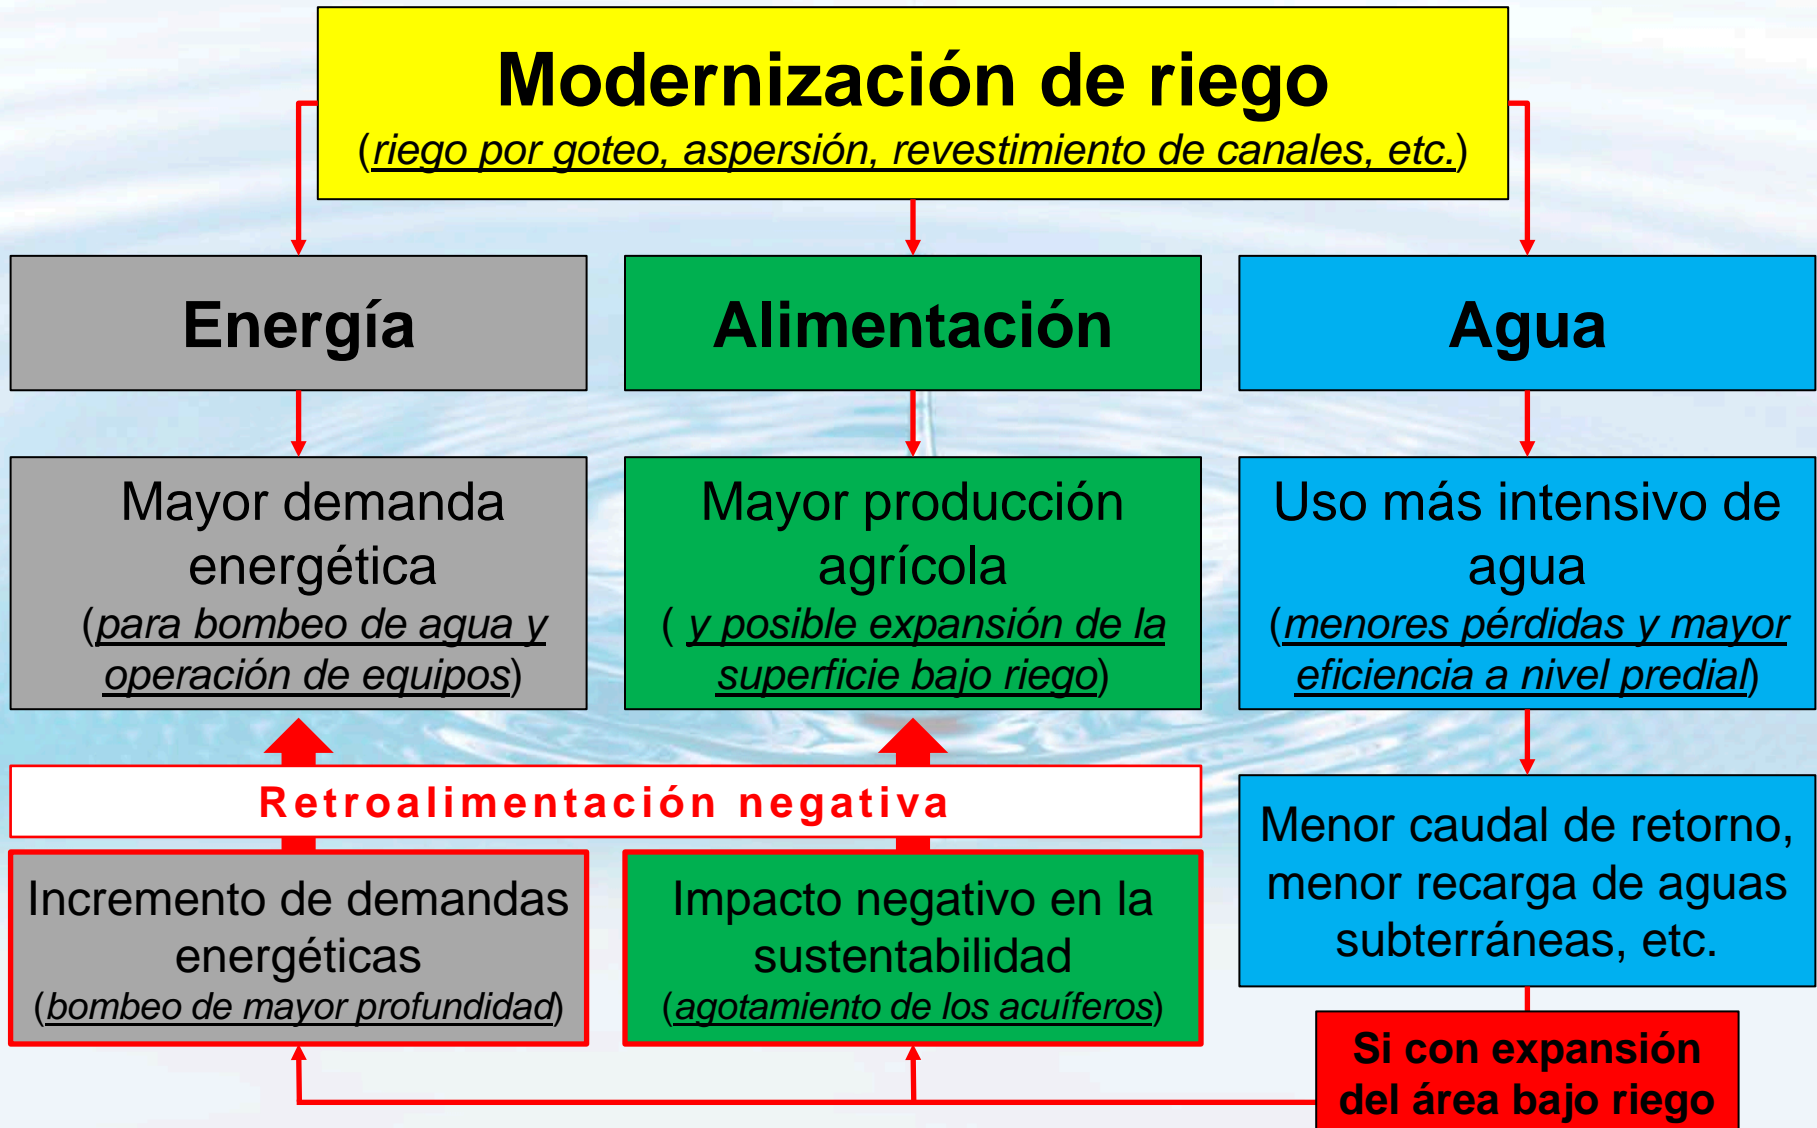 Modernización de riego
(riego por goteo, aspersión, revestimiento de canales, etc.)
Energía
Alimentación
Agua
Mayor demanda
energética
(para bombeo de agua y
operación de equipos)
Mayor producción
agrícola
( y posible expansión de la
superficie bajo riego)
Uso más intensivo de
agua
(menores pérdidas y mayor
eficiencia a nivel predial)
Retroalimentación negativa
Incremento de demandas
energéticas
(bombeo de mayor profundidad)
Impacto negativo en la
sustentabilidad
(agotamiento de los acuíferos)
Menor caudal de retorno,
menor recarga de aguas
subterráneas, etc.
Si con expansión
del área bajo riego